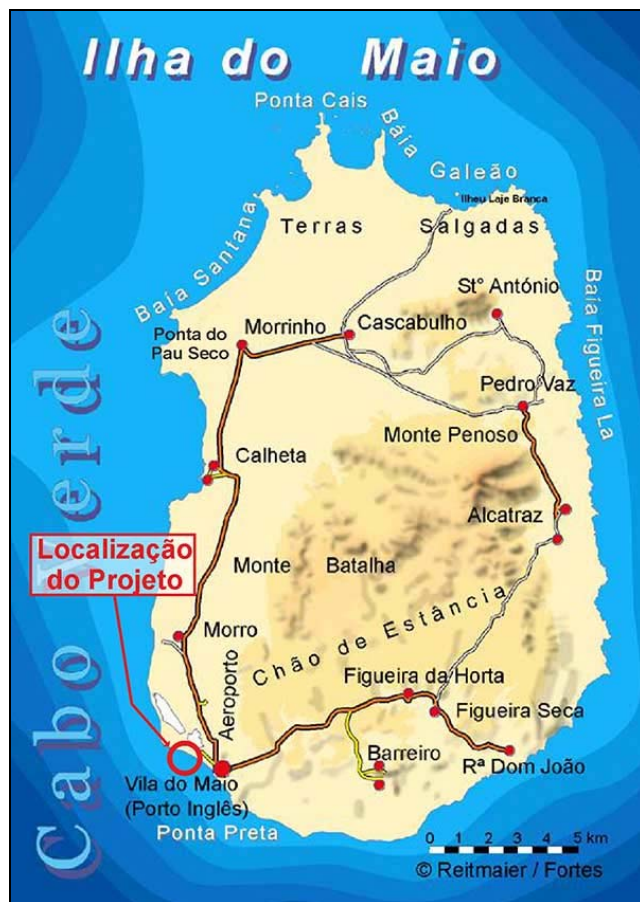 Ilha do Maio
Ponta Cais
Báia
Galeão
Ilheu Laje Branca
Terras Salgadas
Baía Santana
Stº António
Baía Figueira La
Morrinho
Cascabulho
Ponta do
Pau Seco
Pedro Vaz
Monte Penoso
Calheta
Alcatraz
Localização
do Projeto
Monte Batalha
Chão de Estância
Morro
Aeroporto
Figueira da Horta
Figueira Seca
Barreiro
Rª Dom João
Vila do Maio
(Porto Inglês)
Ponta Preta
0 1 2 3 4 5 km
© Reitmaier / Fortes
Cabo Verde